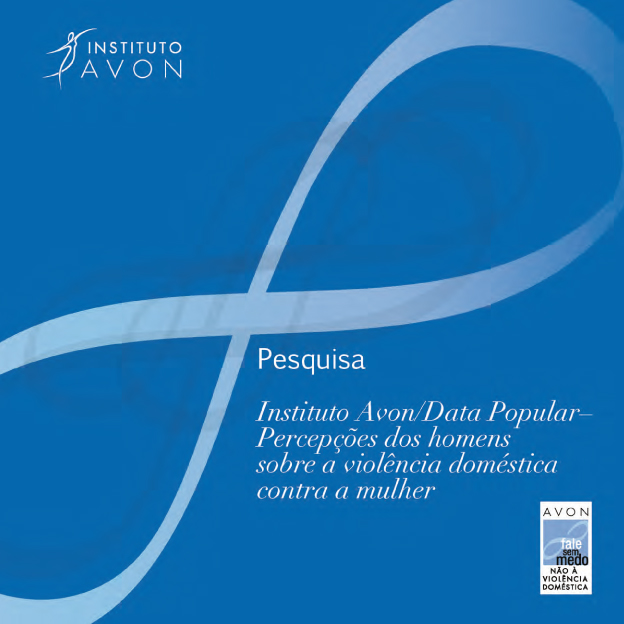 INSTITUTO
AVON
Pesquisa
Instituto Avon/Data Popular–
Percepções dos homens
sobre a violência doméstica
contra a mulher
AVON
fale
sem
medo
NÃO À
VIOLÊNCIA
DOMÉSTICA